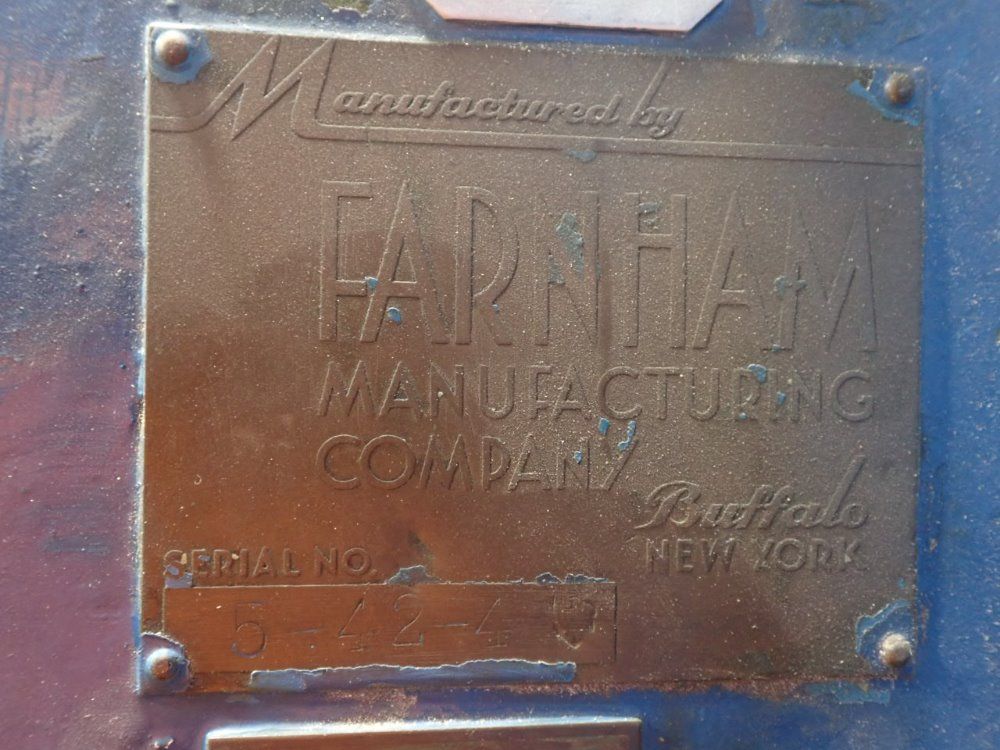 Manufactured by
FARNHAM
MANUFACTURING
COMPANY
Buffalo
NEW YORK
SERIAL NO.
5-42-4